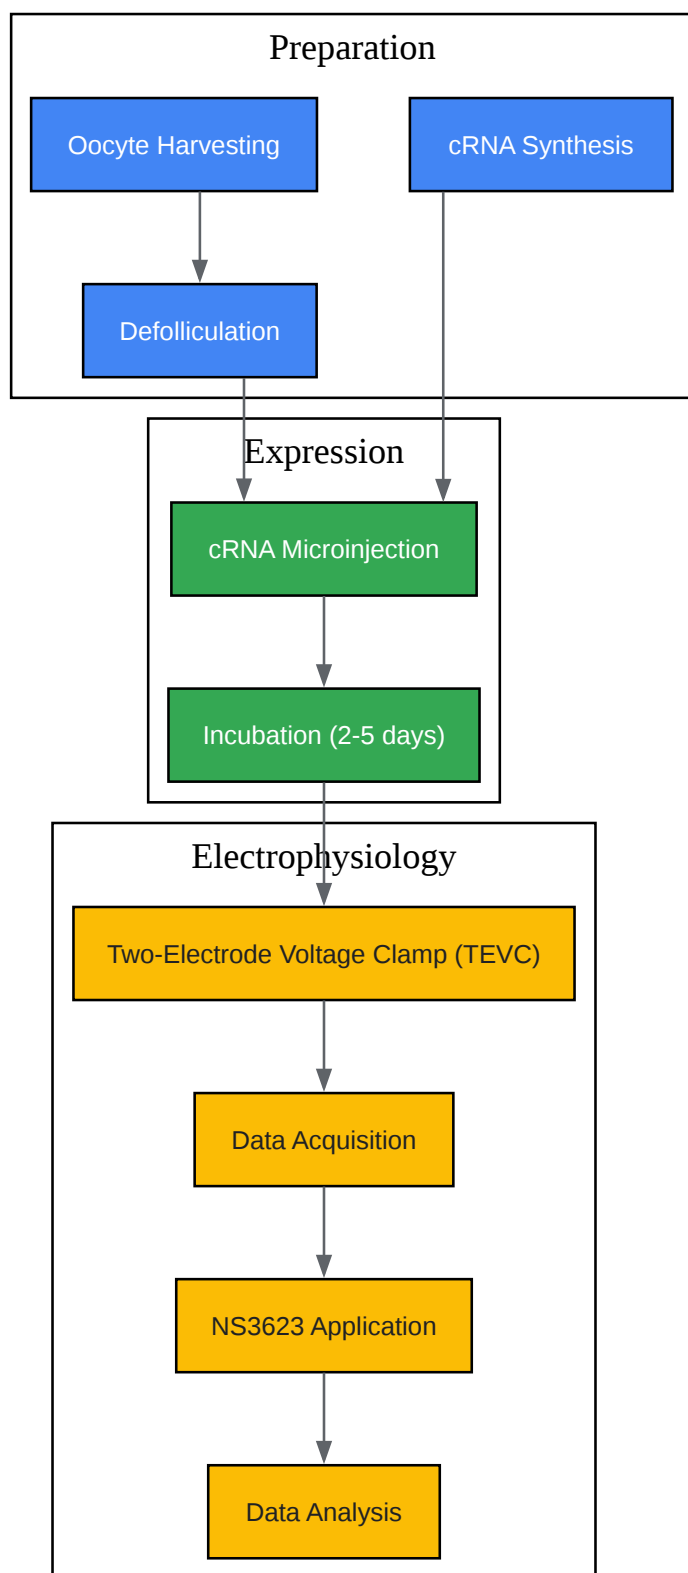 Preparation
Oocyte Harvesting
cRNA Synthesis
Defolliculation
Expression
cRNA Microinjection
Incubation (2-5 days)
Electrophysiology
Two-Electrode Voltage Clamp (TEVC)
Data Acquisition
NS3623 Application
Data Analysis